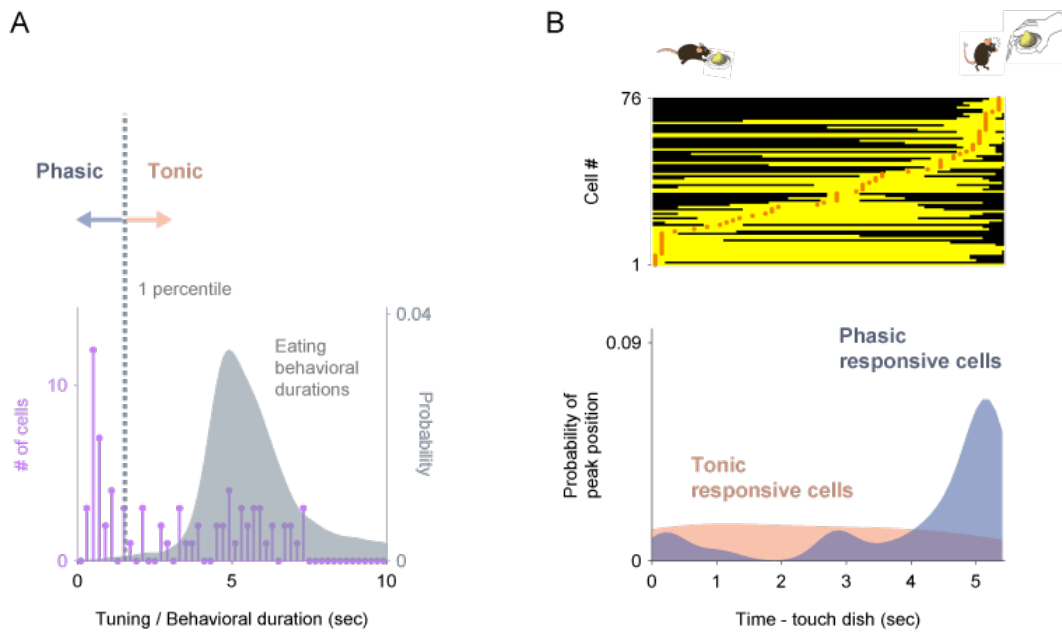 A
Phasic
Tonic
1 percentile
0.04
10
0
# of cells
Eating
behavioral
durations
Probability
0
0
5
10
Tuning / Behavioral duration (sec)
B
76
Cell #
1
0.09
Phasic
responsive cells
Probability of
peak position
Tonic
responsive cells
0
0
1
2
3
4
5
Time - touch dish (sec)